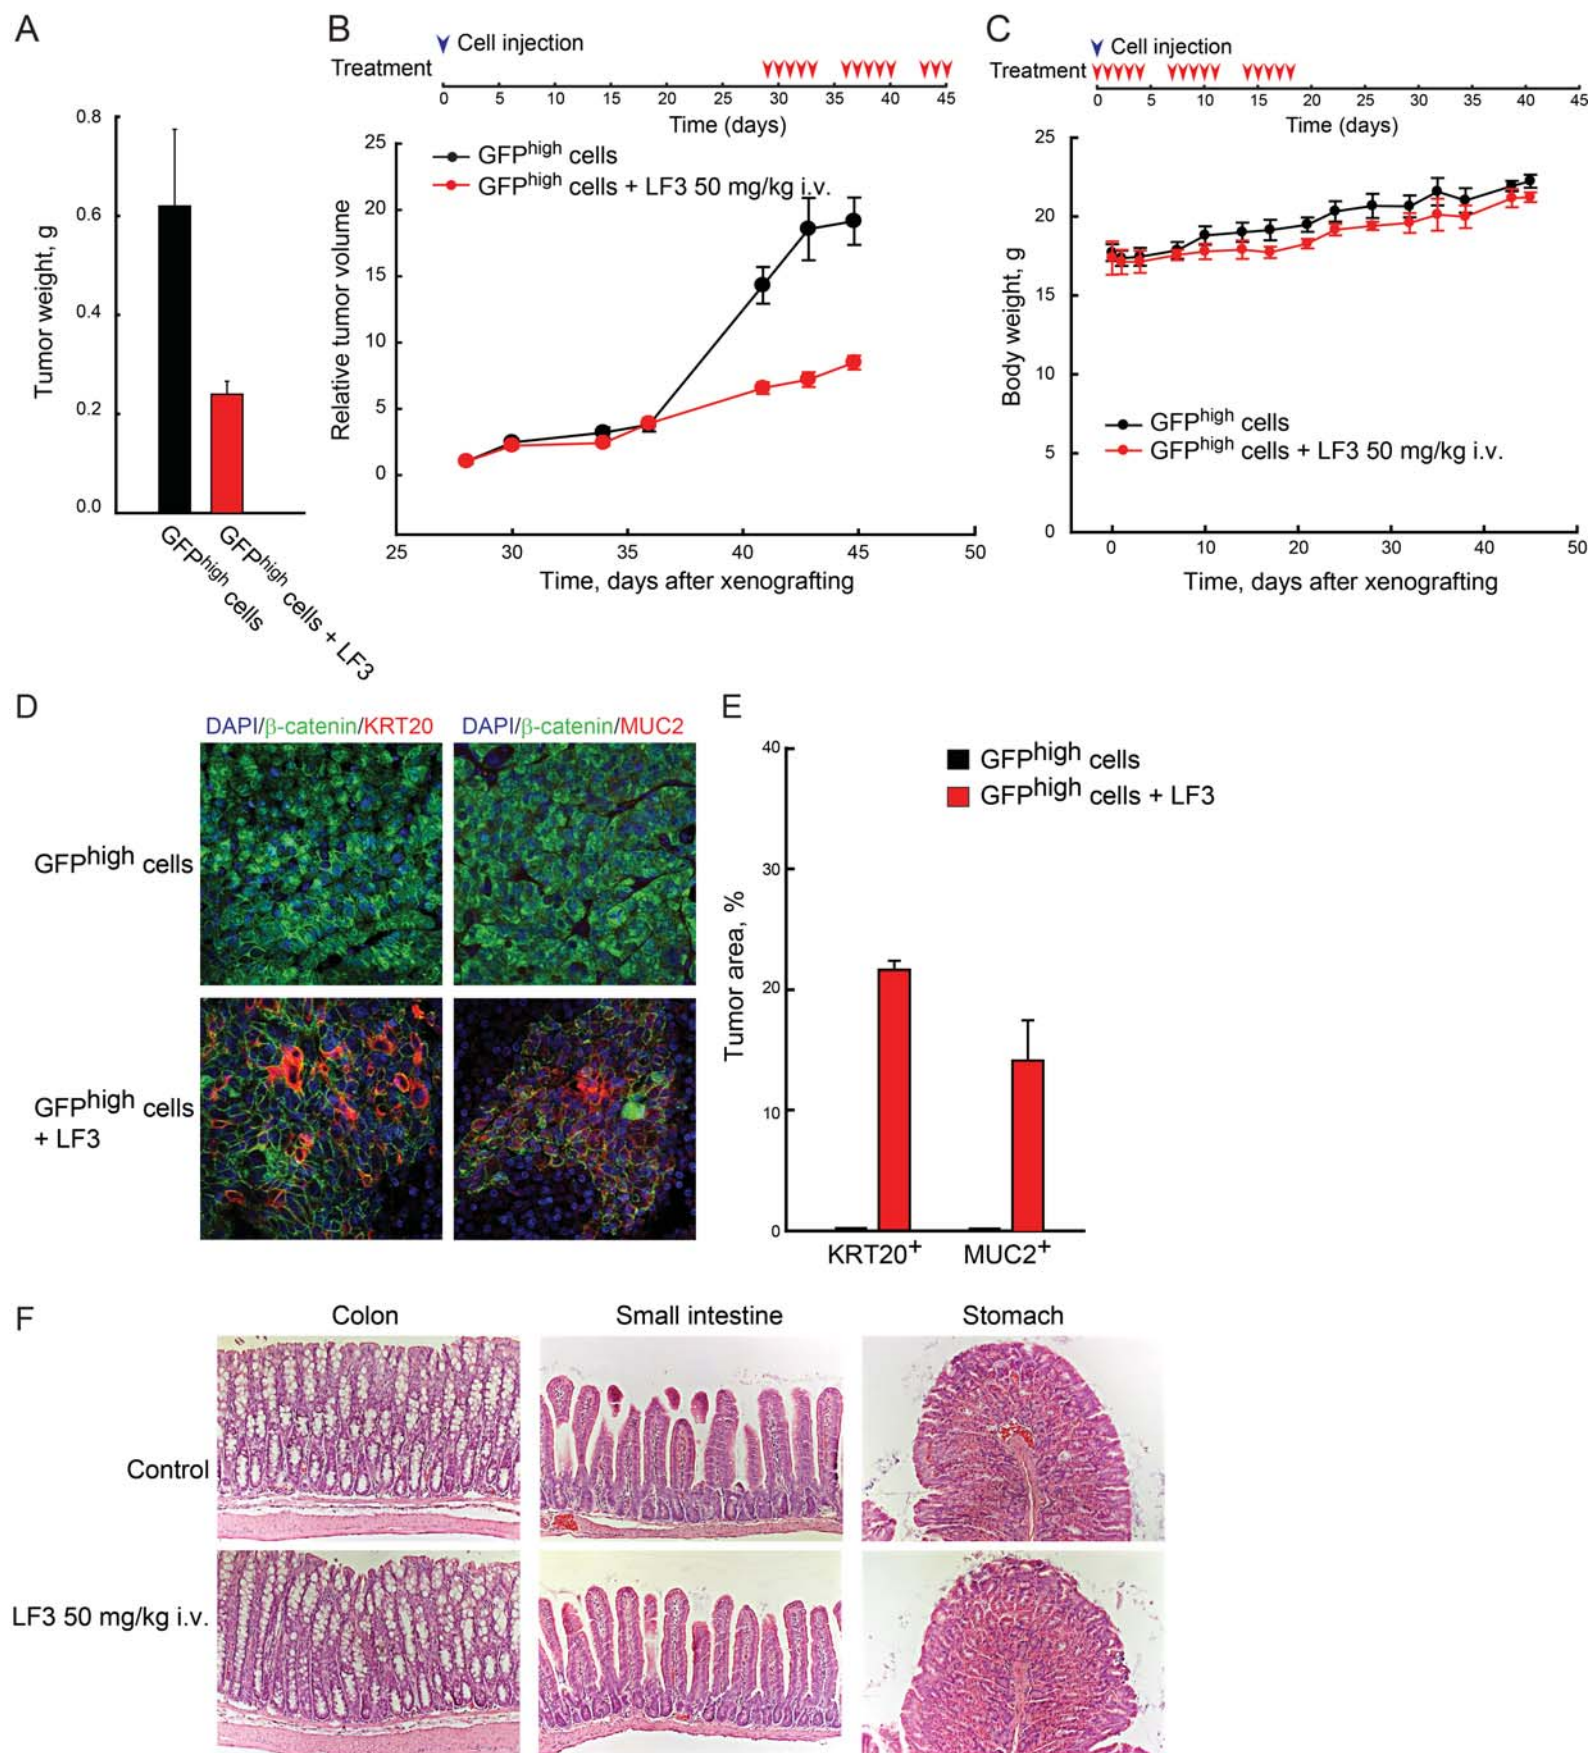 A
Tumor weight, g
0.8
0.6
0.4
0.2
0.0
GFPhigh cells
GFPhigh cells + LF3
B
Cell injection
Treatment
0 5 10 15 20 25 30 35 40 45
Time (days)
GFPhigh cells
GFPhigh cells + LF3 50 mg/kg i.v.
Relative tumor volume
25
20
15
10
5
0
25 30 35 40 45 50
Time, days after xenografting
C
Cell injection
Treatment
0 5 10 15 20 25 30 35 40 45
Time (days)
Body weight, g
25
20
15
10
5
0
GFPhigh cells
GFPhigh cells + LF3 50 mg/kg i.v.
0 10 20 30 40 50
Time, days after xenografting
D
DAPI/β-catenin/KRT20
DAPI/β-catenin/MUC2
GFPhigh cells
GFPhigh cells
+ LF3
E
GFPhigh cells
GFPhigh cells + LF3
Tumor area, %
40
30
20
10
0
KRT20+
MUC2+
F
Colon
Small intestine
Stomach
Control
LF3 50 mg/kg i.v.